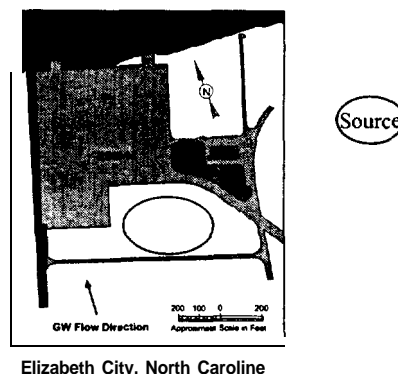 N
Source
200 100 0 200
GW Flow Direction
Approximate Scale in Feet
Elizabeth City, North Caroline